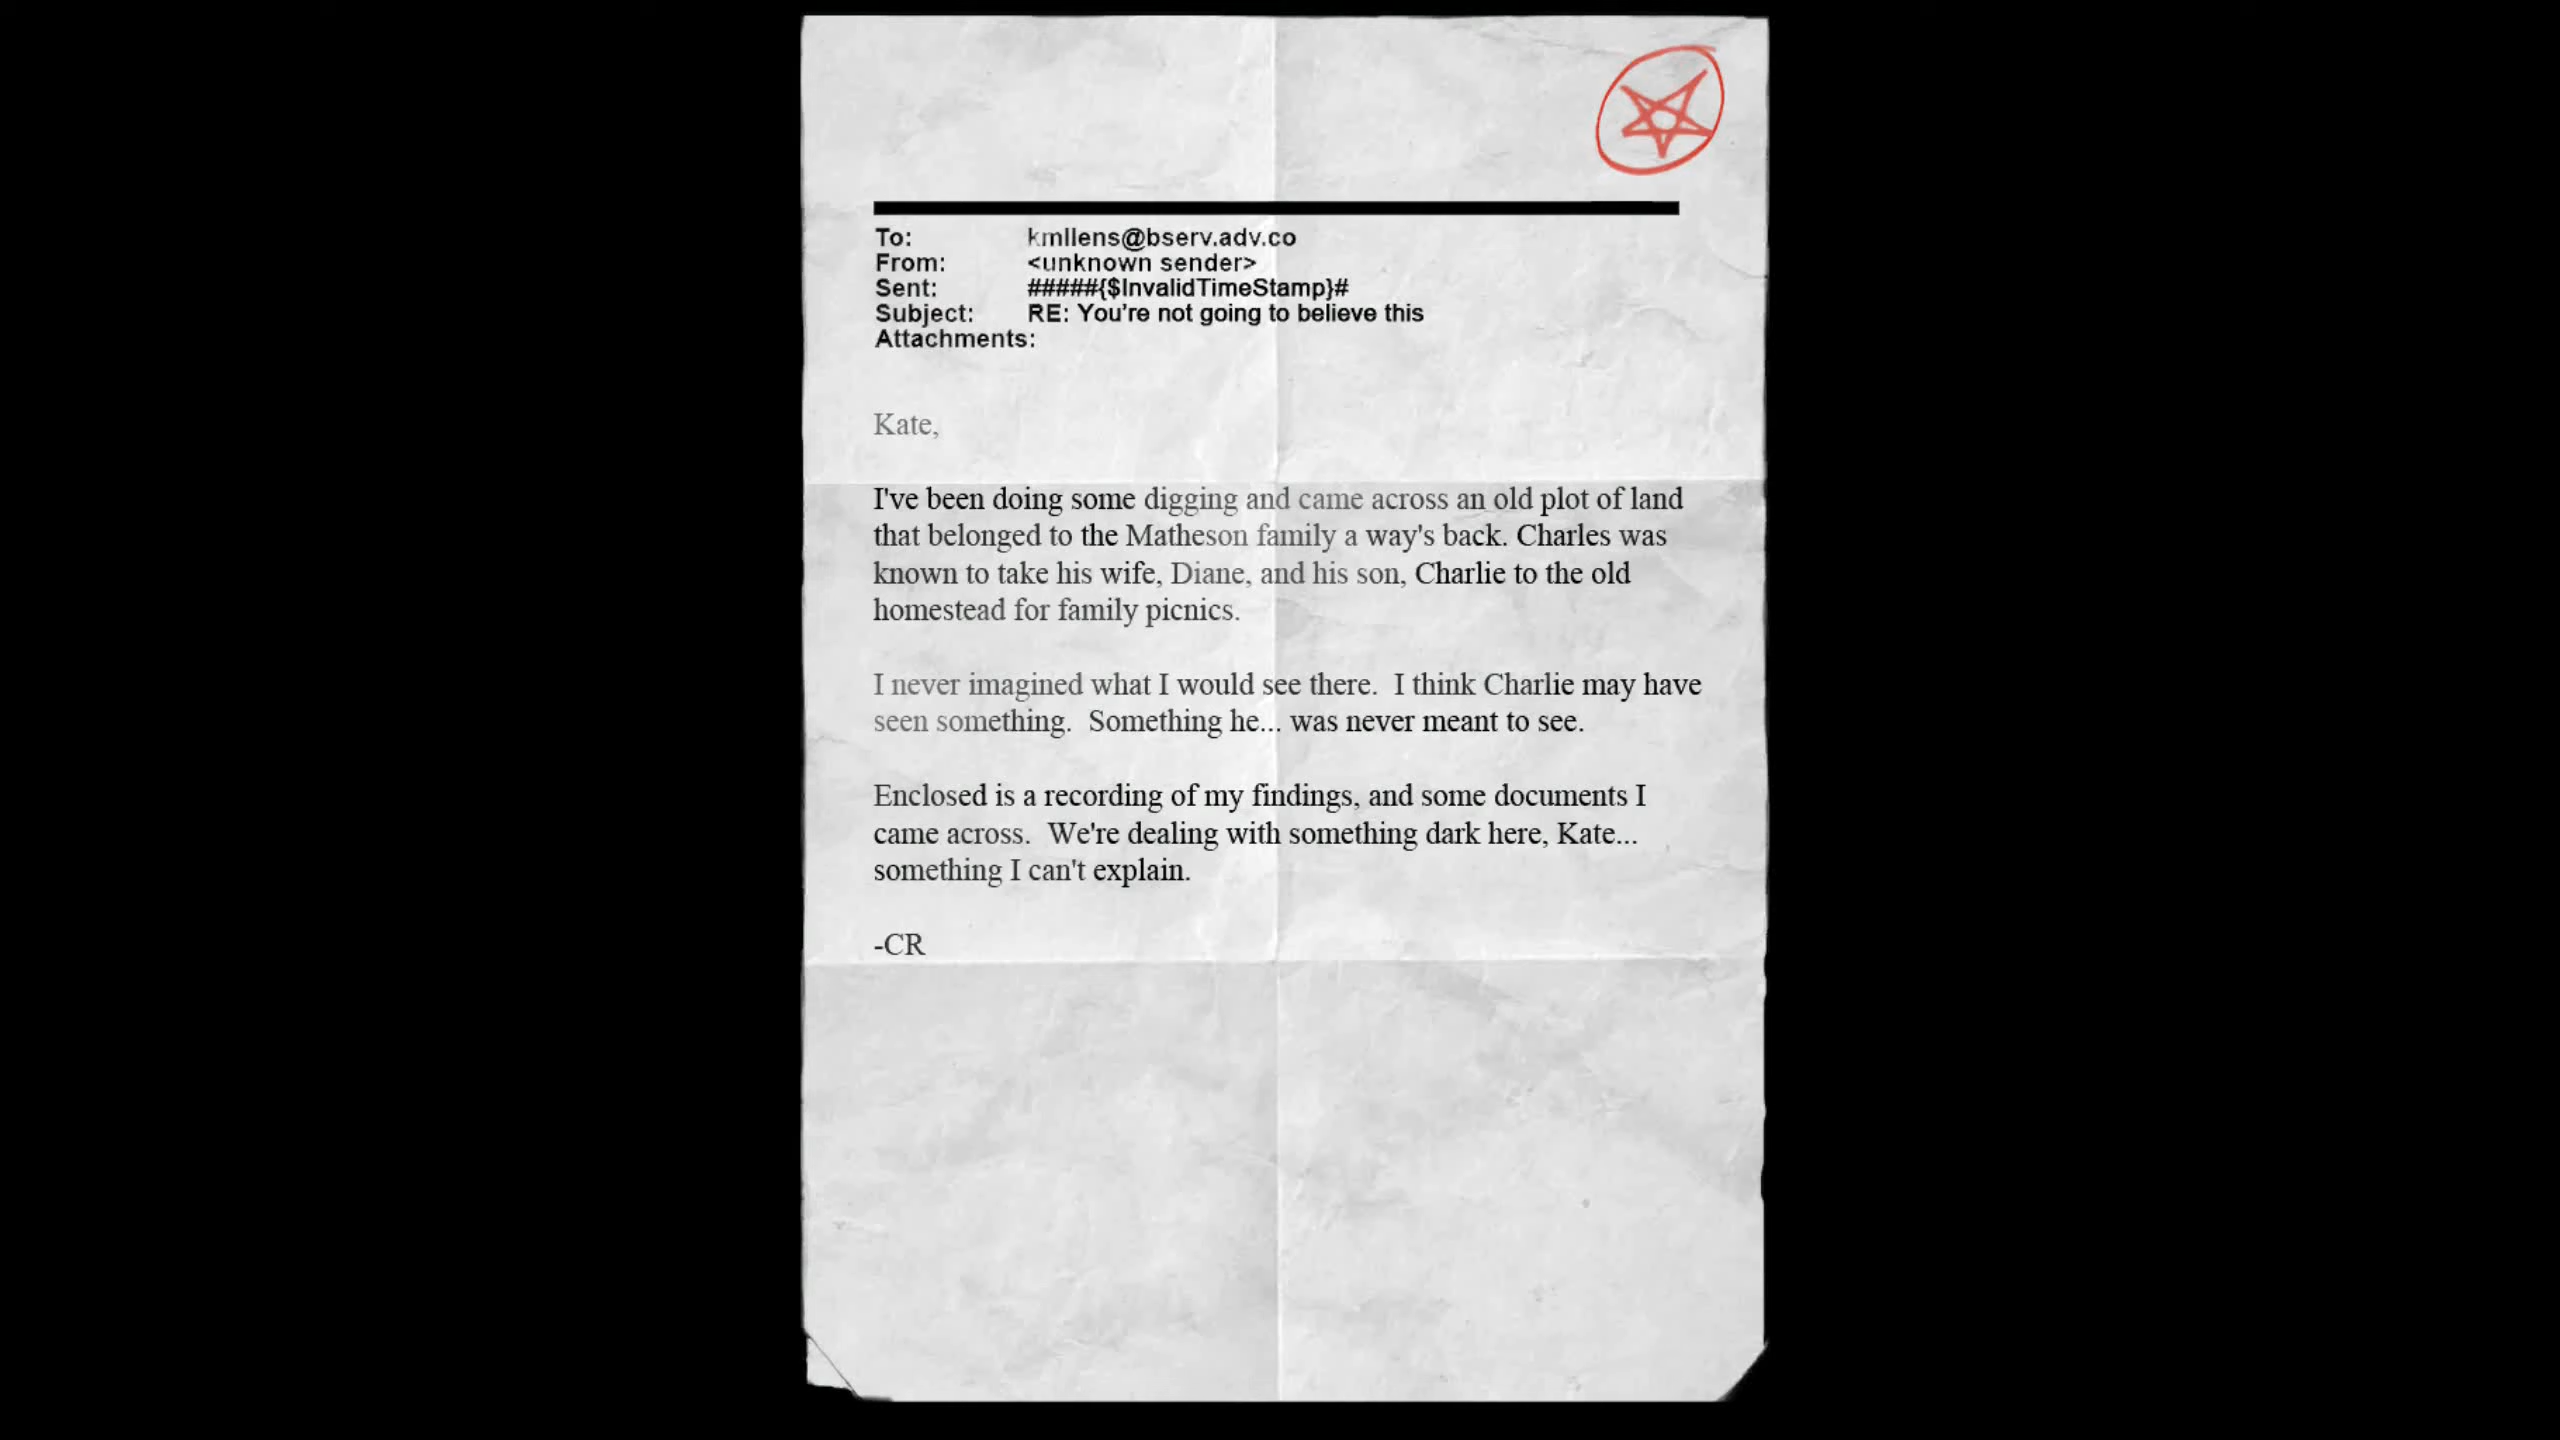 To: kmllens@bserv.adv.co
From: <unknown sender>
Sent: #####{$InvalidTimeStamp}#
Subject: RE: You're not going to believe this
Attachments:
Kate,
I've been doing some digging and came across an old plot of land
that belonged to the Matheson family a way's back. Charles was
known to take his wife, Diane, and his son, Charlie to the old
homestead for family picnics.
I never imagined what I would see there.  I think Charlie may have
seen something.  Something he... was never meant to see.
Enclosed is a recording of my findings, and some documents I
came across.  We're dealing with something dark here, Kate...
something I can't explain.
-CR